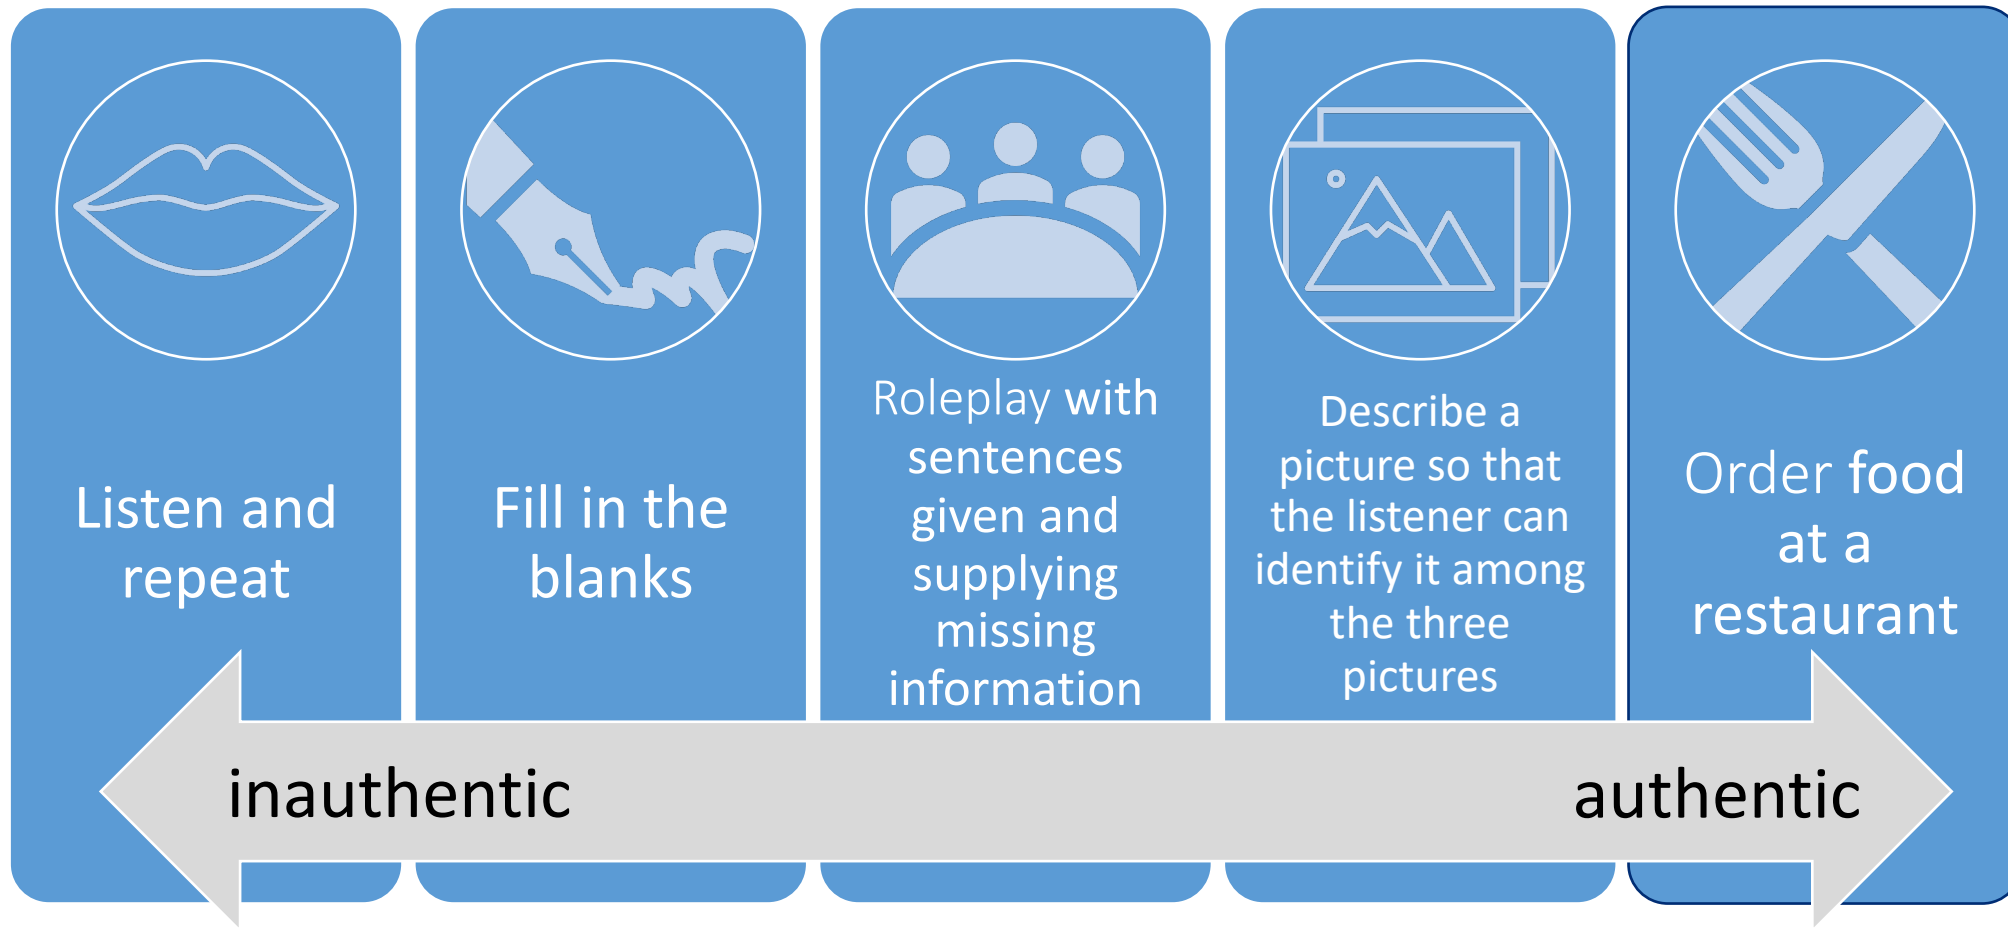 Listen and
repeat
Fill in the
blanks
Roleplay with
sentences
given and
supplying
missing
information
Describe a
picture so that
the listener can
identify it among
the three
pictures
Order food
at a
restaurant
inauthentic
authentic